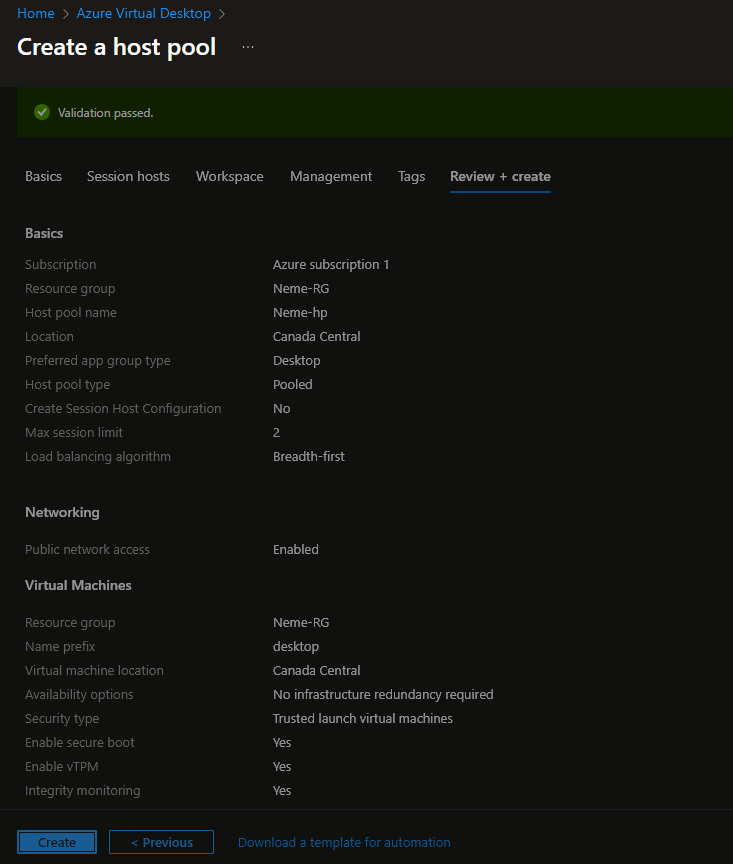 Home > Azure Virtual Desktop >
Create a host pool ...
Validation passed.
Basics Session hosts Workspace Management Tags Review + create
Basics
Subscription Azure subscription 1
Resource group Neme-RG
Host pool name Neme-hp
Location Canada Central
Preferred app group type Desktop
Host pool type Pooled
Create Session Host Configuration No
Max session limit 2
Load balancing algorithm Breadth-first
Networking
Public network access Enabled
Virtual Machines
Resource group Neme-RG
Name prefix desktop
Virtual machine location Canada Central
Availability options No infrastructure redundancy required
Security type Trusted launch virtual machines
Enable secure boot Yes
Enable vTPM Yes
Integrity monitoring Yes
Create < Previous Download a template for automation